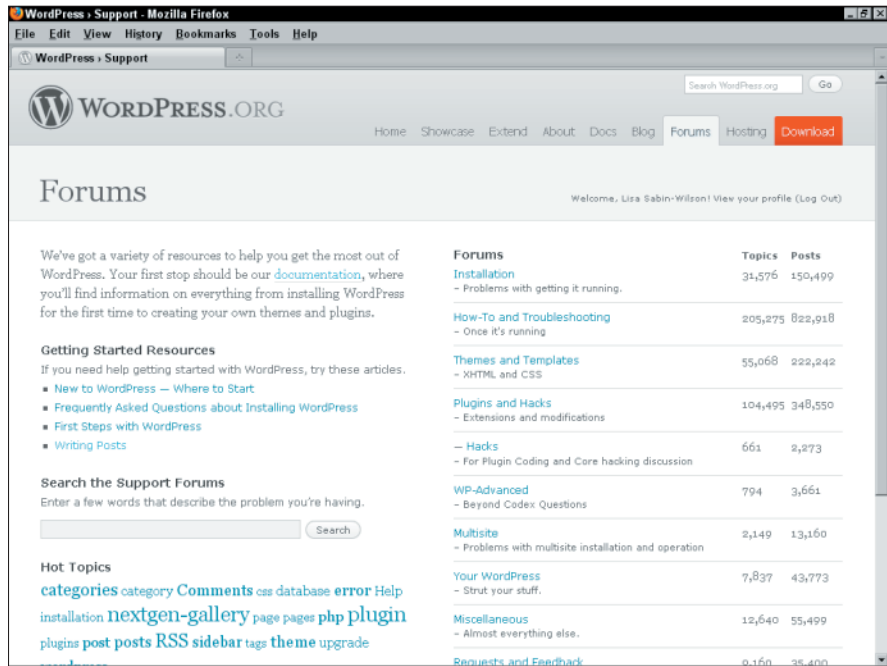 WordPress › Support - Mozilla Firefox
File Edit View History Bookmarks Tools Help
WordPress › Support
Search WordPress.org Go
WORDPRESS.ORG
Home Showcase Extend About Docs Blog Forums Hosting Download
Forums
Welcome, Lisa Sabin-Wilson! View your profile (Log Out)
We've got a variety of resources to help you get the most out of
WordPress. Your first stop should be our documentation, where
you'll find information on everything from installing WordPress
for the first time to creating your own themes and plugins.
Getting Started Resources
If you need help getting started with WordPress, try these articles.
▪ New to WordPress — Where to Start
▪ Frequently Asked Questions about Installing WordPress
▪ First Steps with WordPress
▪ Writing Posts
Search the Support Forums
Enter a few words that describe the problem you're having.
Search
Hot Topics
categories category Comments css database error Help
installation nextgen-gallery page pages php plugin
plugins post posts RSS sidebar tags theme upgrade
Forums Topics Posts
Installation 31,576 150,499
– Problems with getting it running.
How-To and Troubleshooting 205,275 822,918
– Once it's running
Themes and Templates 55,068 222,242
– XHTML and CSS
Plugins and Hacks 104,495 348,550
– Extensions and modifications
— Hacks 661 2,273
– For Plugin Coding and Core hacking discussion
WP-Advanced 794 3,661
– Beyond Codex Questions
Multisite 2,149 13,160
– Problems with multisite installation and operation
Your WordPress 7,837 43,773
– Strut your stuff.
Miscellaneous 12,640 55,499
– Almost everything else.
Requests and Feedback 9,160 35,400